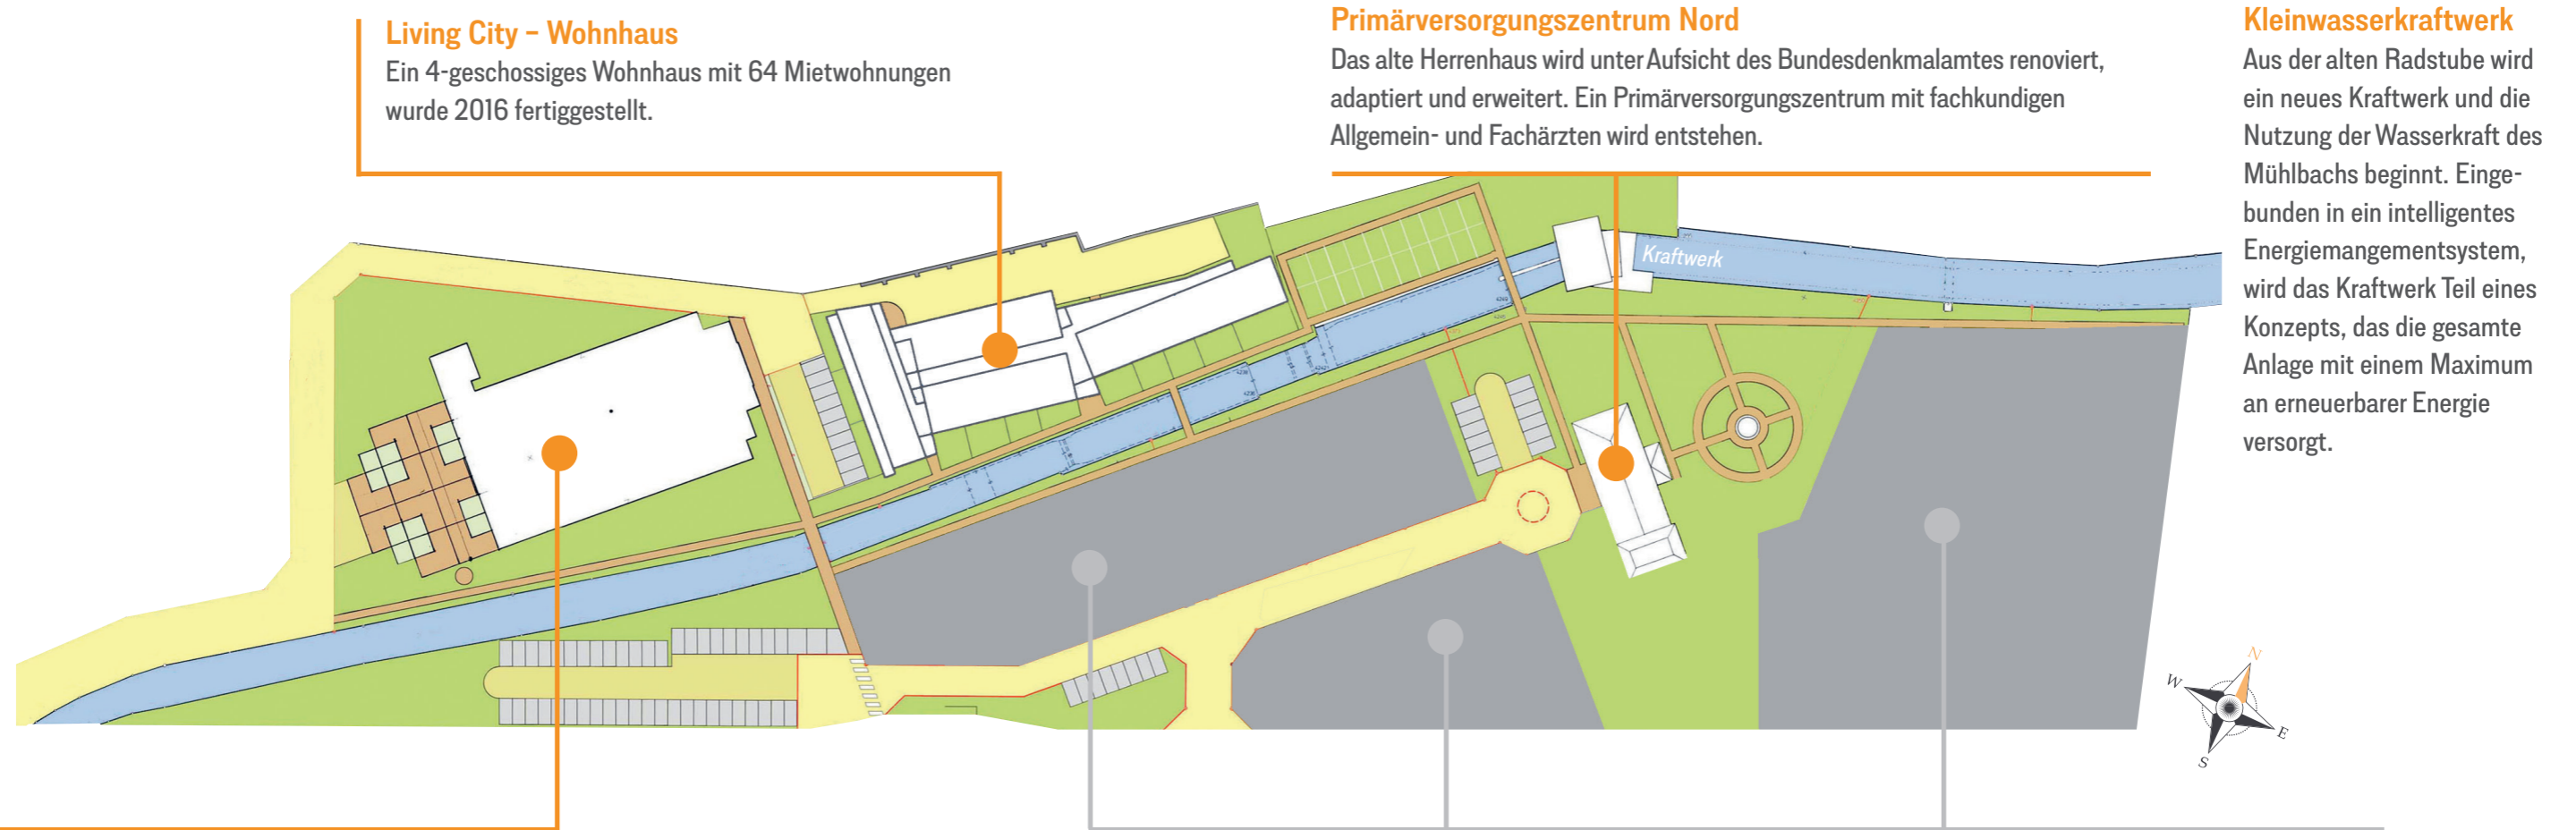 Living City – Wohnhaus
Ein 4-geschossiges Wohnhaus mit 64 Mietwohnungen
wurde 2016 fertiggestellt.
Primärversorgungszentrum Nord
Das alte Herrenhaus wird unter Aufsicht des Bundesdenkmalamtes renoviert,
adaptiert und erweitert. Ein Primärversorgungszentrum mit fachkundigen
Allgemein- und Fachärzten wird entstehen.
Kleinwasserkraftwerk
Aus der alten Radstube wird
ein neues Kraftwerk und die
Nutzung der Wasserkraft des
Mühlbachs beginnt. Einge-
bunden in ein intelligentes
Energiemangementsystem,
wird das Kraftwerk Teil eines
Konzepts, das die gesamte
Anlage mit einem Maximum
an erneuerbarer Energie
versorgt.
Kraftwerk
N
W
E
S